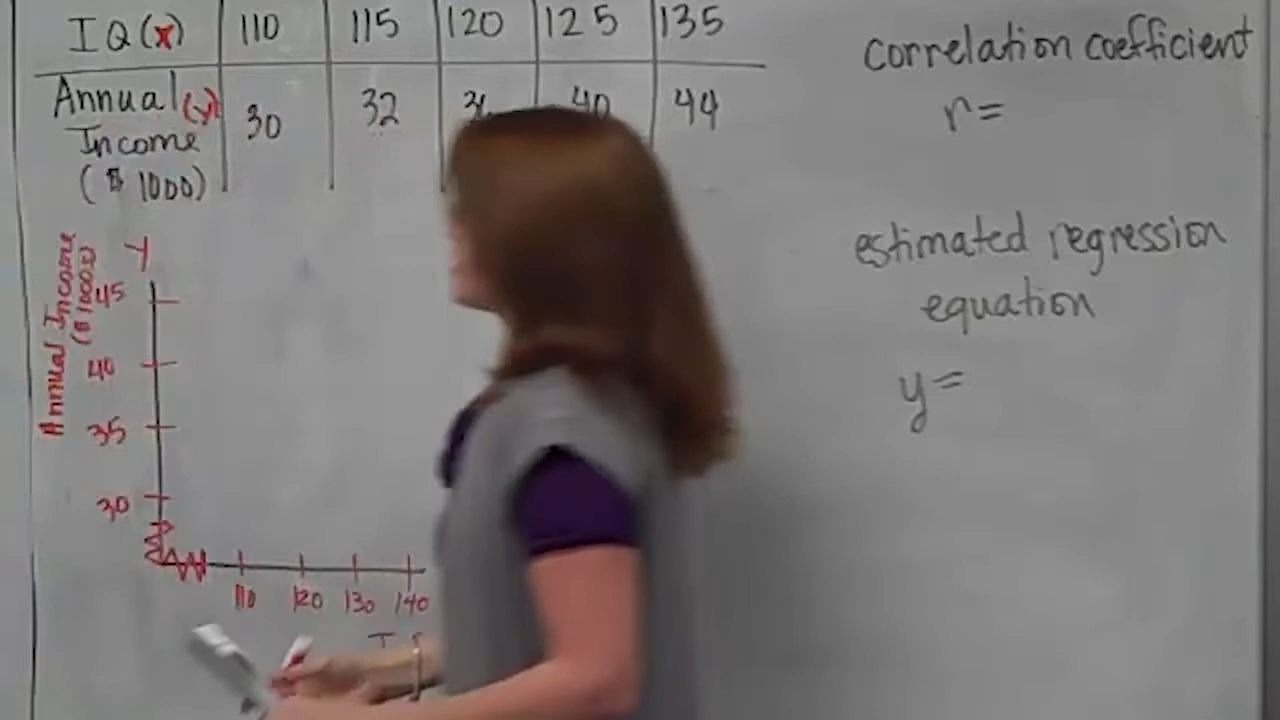 IQ(x) 110 115 120 125 135
Annual (y) 30 32 40 44
Income
($ 1000)
correlation coefficient
r=
estimated regression
equation
y=
Annual Income
($1000s)
Y
45
40
35
30
110 120 130 140